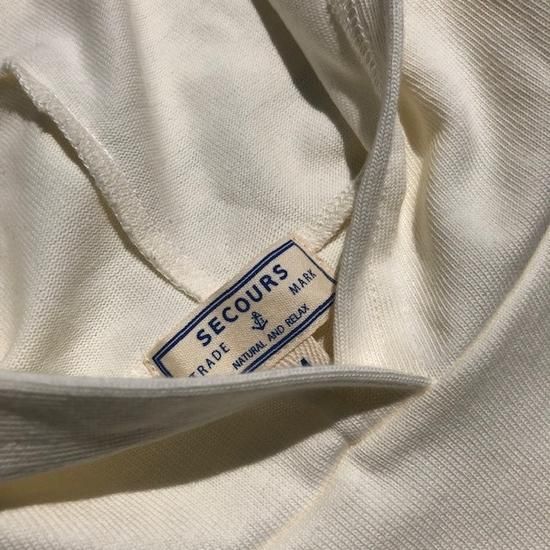 SECOURS
TRADE MARK
NATURAL AND RELAX